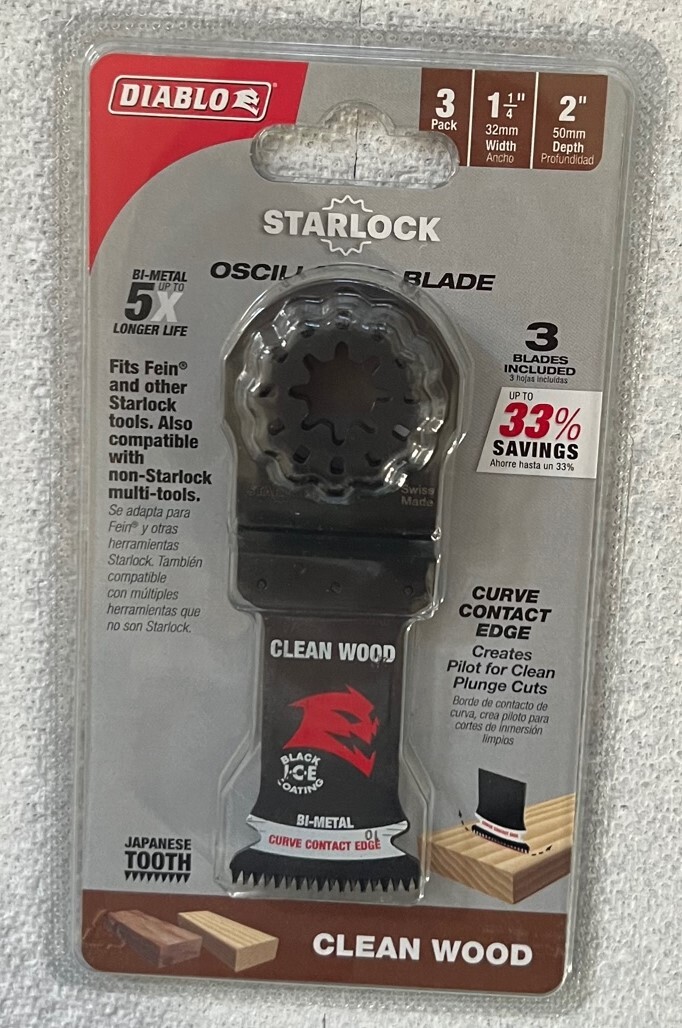 DIABLO
3
Pack
1 1/4"
32mm
Width
Ancho
2"
50mm
Depth
Profundidad
STARLOCK
BLADE
BI-METAL
UP TO
5X
LONGER LIFE
Fits Fein®
and other
Starlock
tools. Also
compatible
with
non-Starlock
multi-tools.
Se adapta para
Fein® y otras
herramientas
Starlock. También
compatible
con múltiples
herramientas que
no son Starlock.
3
BLADES
INCLUDED
3 hojas incluidas
UP TO
33%
SAVINGS
Ahorre hasta un 33%
Swiss
Made
CURVE
CONTACT
EDGE
Creates
Pilot for Clean
Plunge Cuts
Borde de contacto de
curva, crea piloto para
cortes de inmersión
limpios
CLEAN WOOD
BLACK
ICE
COATING
BI-METAL
CURVE CONTACT EDGE
CURVE CONTACT EDGE
JAPANESE
TOOTH
CLEAN WOOD